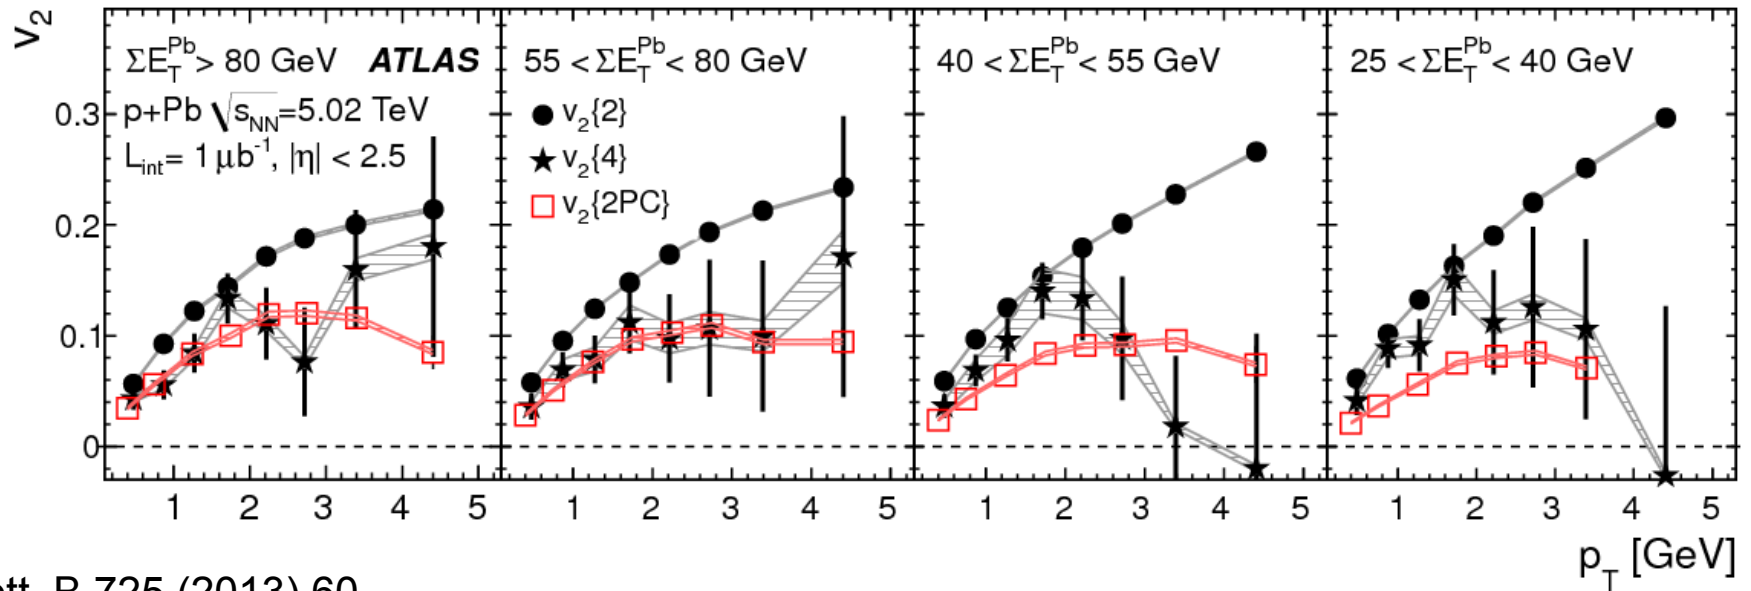 v₂
ΣE_T^Pb > 80 GeV ATLAS
p+Pb √s_NN=5.02 TeV
L_int= 1 μb⁻¹, |η| < 2.5
55 < ΣE_T^Pb < 80 GeV
v₂{2}
v₂{4}
v₂{2PC}
40 < ΣE_T^Pb < 55 GeV
25 < ΣE_T^Pb < 40 GeV
0.3
0.2
0.1
0
1 2 3 4 5
1 2 3 4 5
1 2 3 4 5
1 2 3 4 5
p_T [GeV]
B 725 (2013) 60